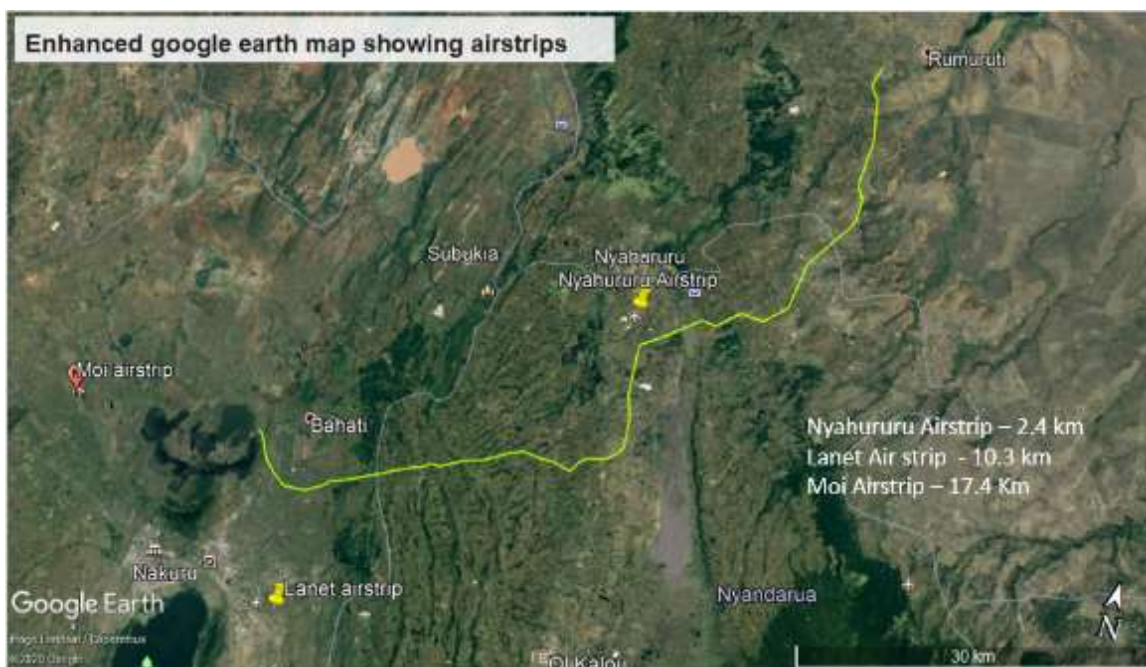 Enhanced google earth map showing airstrips
Rumuruti
Subukia
Nyahururu
Nyahururu Airstrip
Moi airstrip
Bahati
Nyahururu Airstrip – 2.4 km
Lanet Air strip - 10.3 km
Moi Airstrip – 17.4 Km
Nakuru
Lanet airstrip
Nyandarua
Google Earth
N
Ol Kalou
30 km